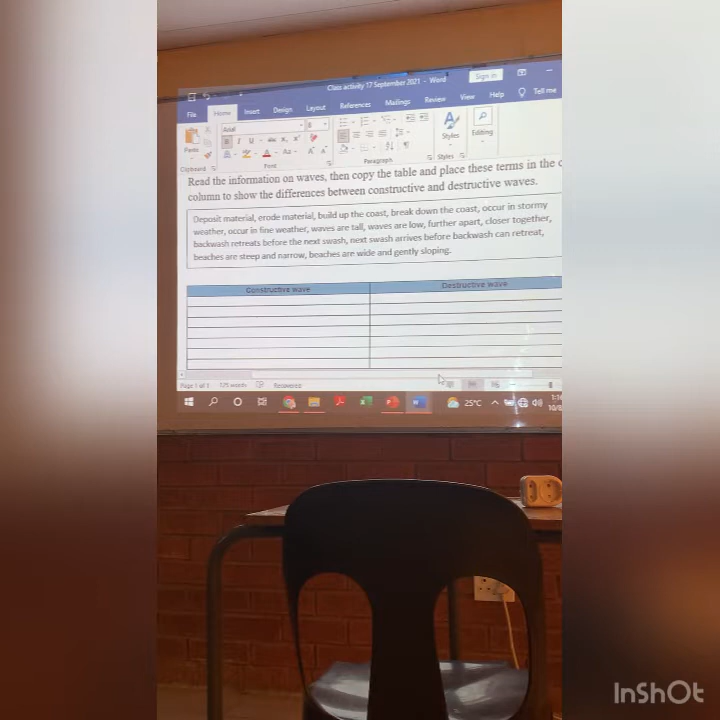 Class activity 17 September 2021 - Word
Sign in
File Home Insert Design Layout References Mailings Review View Help Tell me
Paste
Arial
B I U
Aa
Styles
Editing
Clipboard Font Paragraph Styles
Read the information on waves, then copy the table and place these terms in the
column to show the differences between constructive and destructive waves.
Deposit material, erode material, build up the coast, break down the coast, occur in stormy
weather, occur in fine weather, waves are tall, waves are low, further apart, closer together,
backwash retreats before the next swash, next swash arrives before backwash can retreat,
beaches are steep and narrow, beaches are wide and gently sloping.
Constructive wave Destructive wave
Page 1 of 1 125 words Recovered
25°C
InShOt